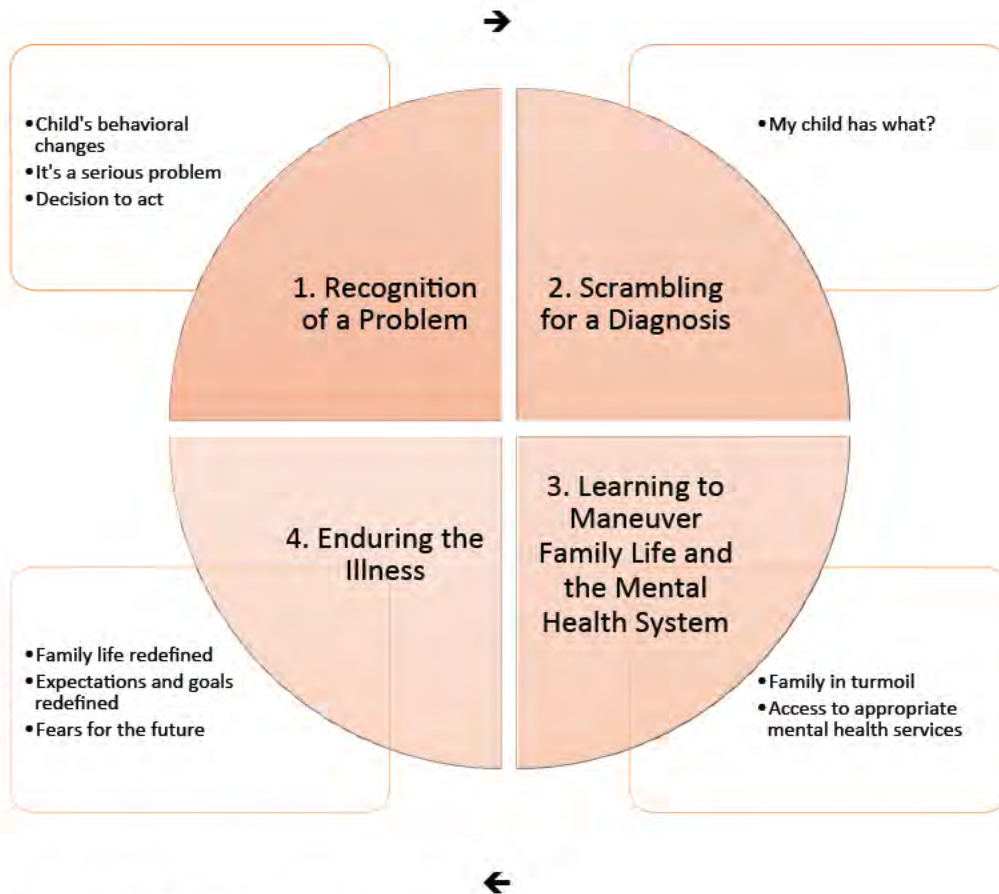 →
•Child's behavioral
changes
•It's a serious problem
•Decision to act
1. Recognition
of a Problem
•My child has what?
2. Scrambling
for a Diagnosis
3. Learning to
Maneuver
Family Life and
the Mental
Health System
•Family in turmoil
•Access to appropriate
mental health services
4. Enduring the
Illness
•Family life redefined
•Expectations and goals
redefined
•Fears for the future
←